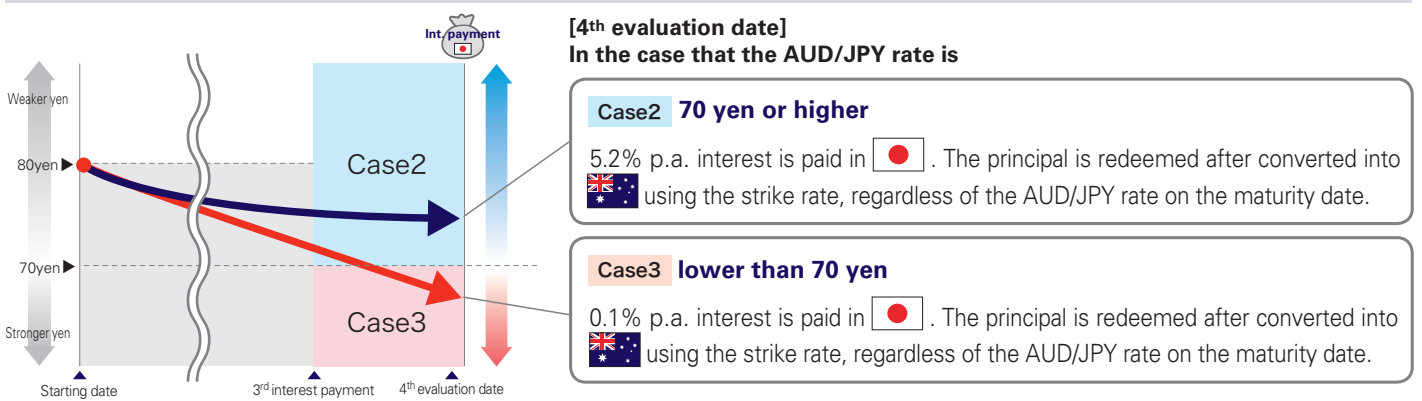 Int. payment
Weaker yen
80yen
70yen
Stronger yen
Case2
Case3
Starting date
3rd interest payment
4th evaluation date
[4th evaluation date]
In the case that the AUD/JPY rate is
Case2 70 yen or higher
5.2% p.a. interest is paid in . The principal is redeemed after converted into
using the strike rate, regardless of the AUD/JPY rate on the maturity date.
Case3 lower than 70 yen
0.1% p.a. interest is paid in . The principal is redeemed after converted into
using the strike rate, regardless of the AUD/JPY rate on the maturity date.